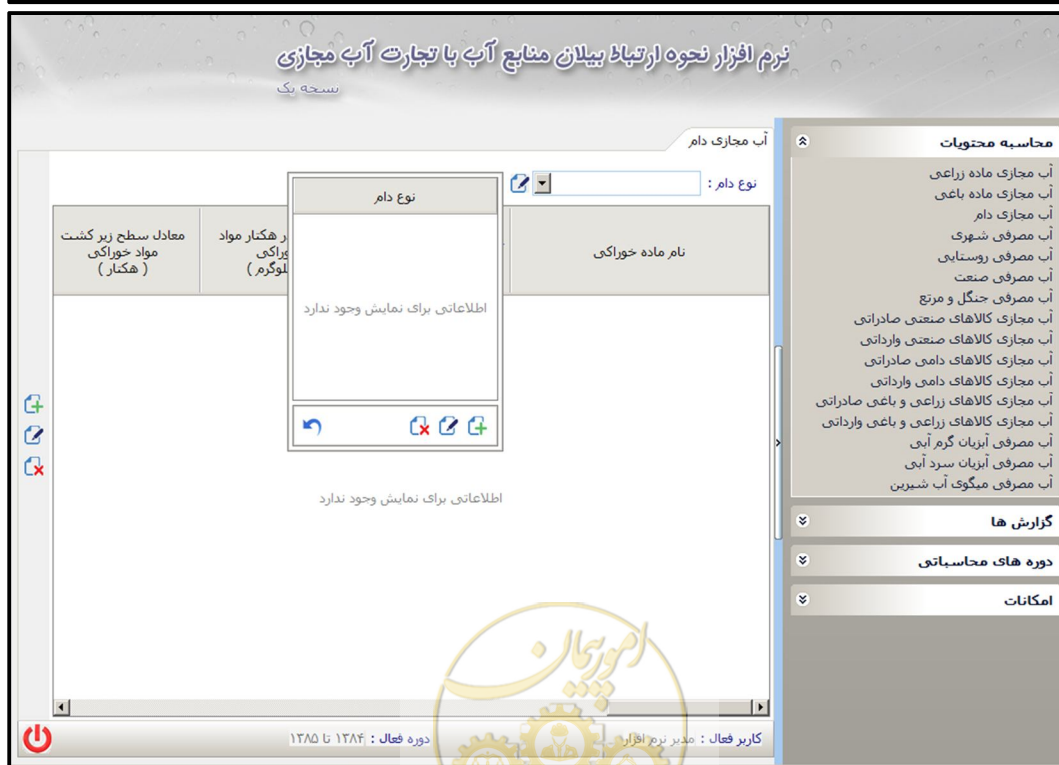 نرم افزار نحوه ارتباط بیلان منابع آب با تجارت آب مجازی
نسخه یک
محاسبه محتویات
آب مجازی ماده زراعی
آب مجازی ماده باغی
آب مجازی دام
آب مصرفی شهری
آب مصرفی روستایی
آب مصرفی صنعت
آب مصرفی جنگل و مرتع
آب مجازی کالاهای صنعتی صادراتی
آب مجازی کالاهای صنعتی وارداتی
آب مجازی کالاهای دامی صادراتی
آب مجازی کالاهای دامی وارداتی
آب مجازی کالاهای زراعی و باغی صادراتی
آب مجازی کالاهای زراعی و باغی وارداتی
آب مصرفی آبزیان گرم آبی
آب مصرفی آبزیان سرد آبی
آب مصرفی میگوی آب شیرین
گزارش ها
دوره های محاسباتی
امکانات
آب مجازی دام
نوع دام :
نوع دام
اطلاعاتی برای نمایش وجود ندارد
نام ماده خوراکی
در هکتار مواد
معادل سطح زیر کشت
مواد خوراکی
( هکتار )
اطلاعاتی برای نمایش وجود ندارد
امورپیمان
کاربر فعال : مدیر نرم افزار
دوره فعال : ۱۳۸۴ تا ۱۳۸۵